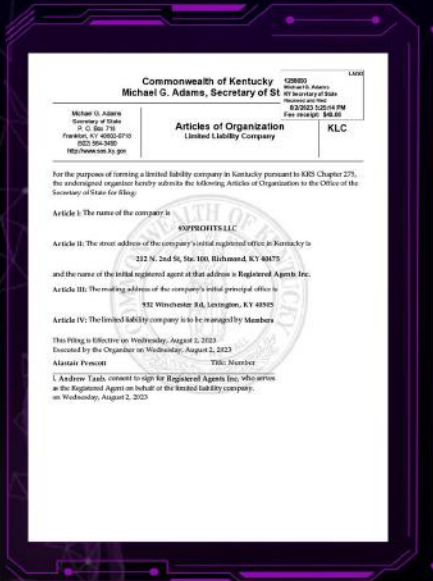 LAOO
Commonwealth of Kentucky
Michael G. Adams, Secretary of St
Michael G. Adams
KY Secretary of State
Received and Filed
8/2/2023 5:25:14 PM
Fee receipt: $40.00
Michael G. Adams
Secretary of State
P. O. Box 718
Frankfort, KY 40602-0718
(502) 564-3490
http://www.sos.ky.gov
Articles of Organization
Limited Liability Company
KLC
For the purposes of forming a limited liability company in Kentucky pursuant to KRS Chapter 275,
the undersigned organizer hereby submits the following Articles of Organization to the Office of the
Secretary of State for filing:
Article I: The name of the company is
LLC
Article II: The street address of the company's initial registered office in Kentucky is
212 N. 2nd St, Ste. 100, Richmond, KY 40475
and the name of the initial registered agent at that address is Registered Agents Inc.
Article III: The mailing address of the company's initial principal office is
932 Winchester Rd, Lexington, KY 40505
Article IV: The limited liability company is to be managed by Members
This Filing is Effective on Wednesday, August 2, 2023
Executed by the Organizer on Wednesday, August 2, 2023
Alastair Prescott
Title: Member
I, Andrew Taub, consent to sign for Registered Agents Inc. who serves
as the Registered Agent on behalf of the limited liability company.
on Wednesday, August 2, 2023